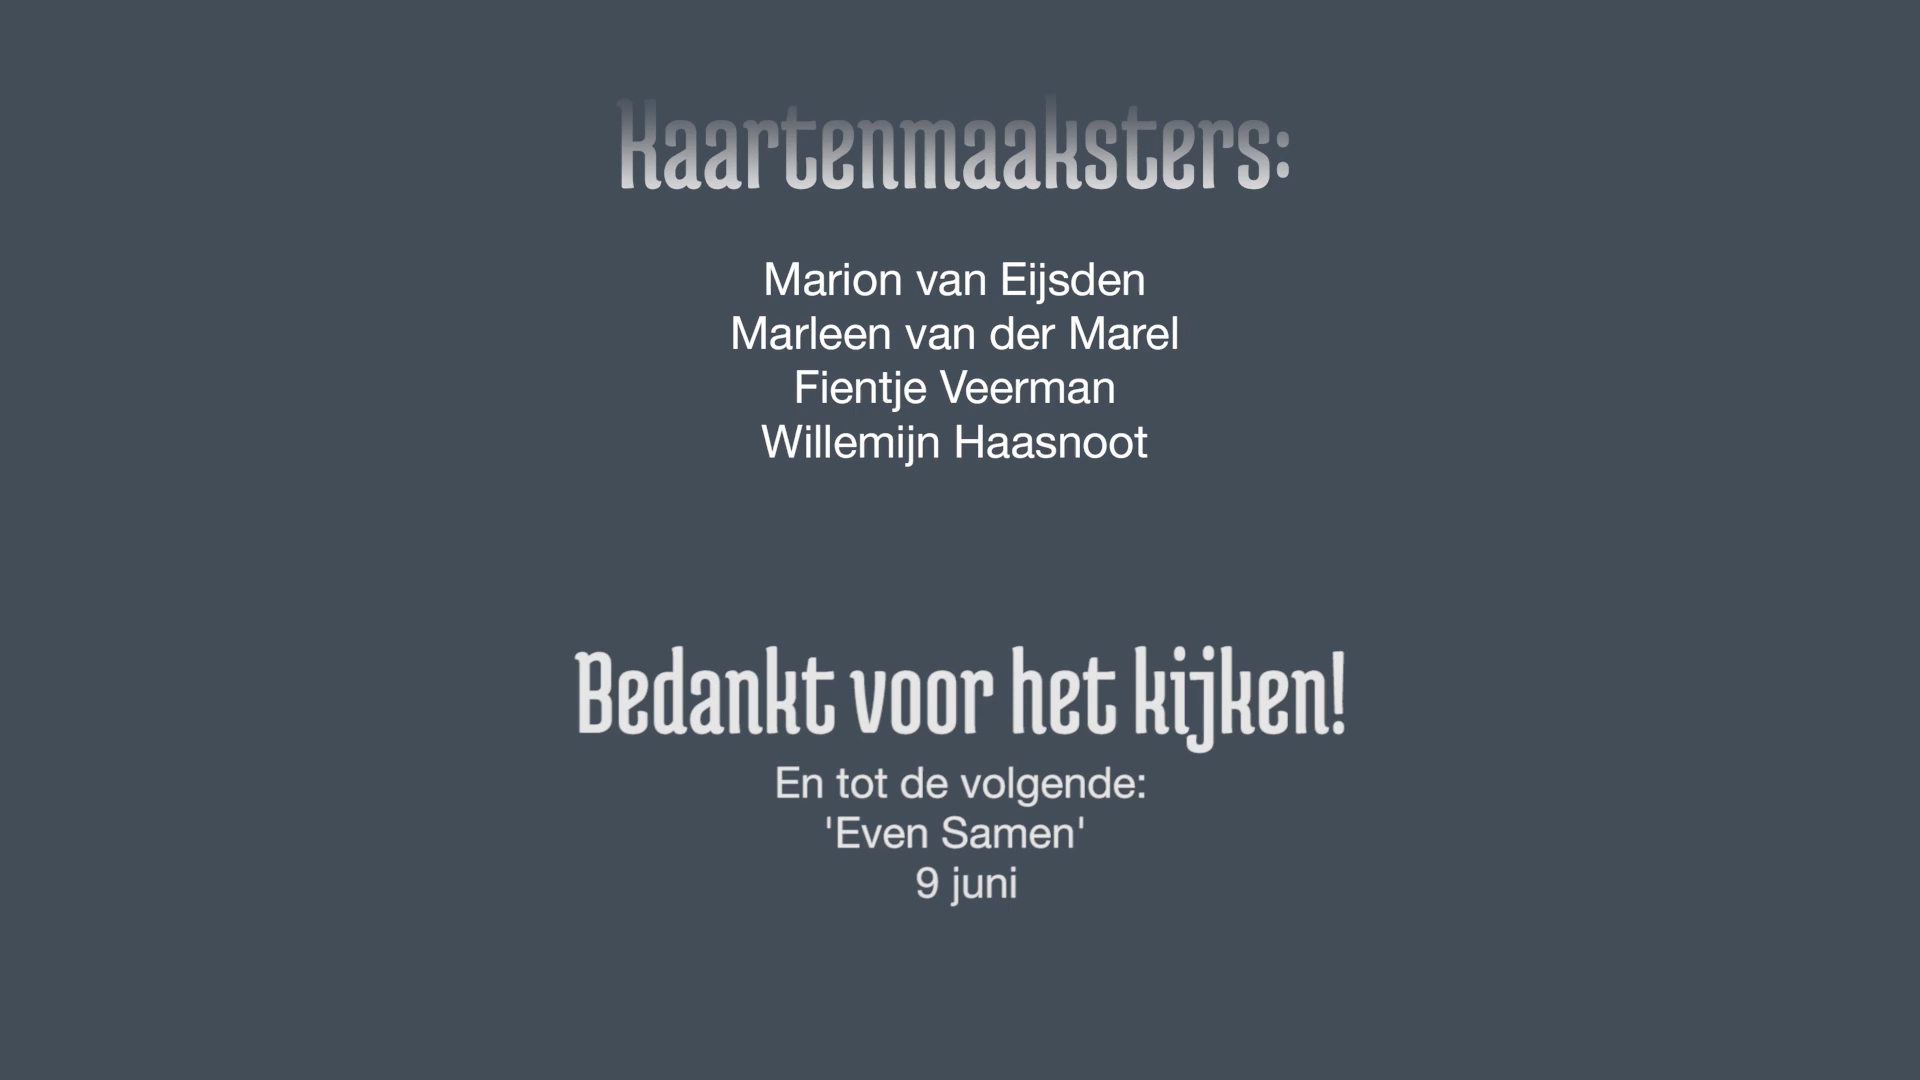 Kaartenmaaksters:
Marion van Eijsden
Marleen van der Marel
Fientje Veerman
Willemijn Haasnoot
Bedankt voor het kijken!
En tot de volgende:
'Even Samen'
9 juni